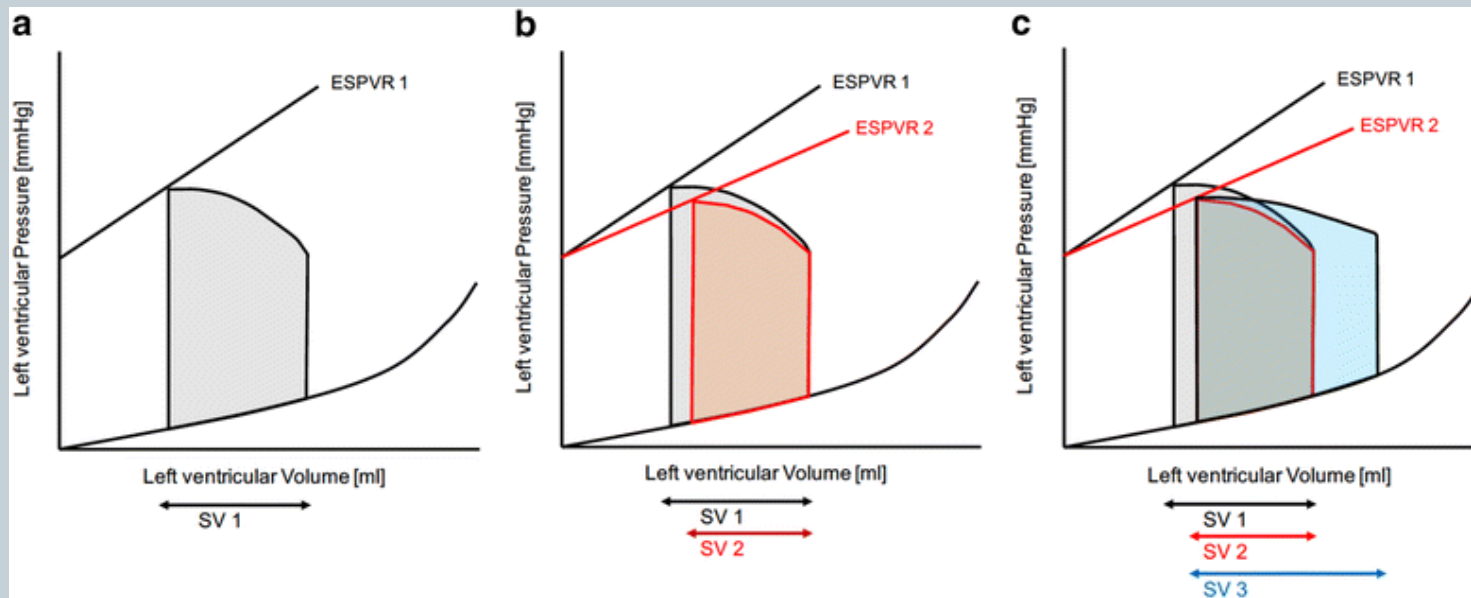 a
ESPVR 1
Left ventricular Pressure [mmHg]
Left ventricular Volume [ml]
SV 1
b
ESPVR 1
ESPVR 2
Left ventricular Pressure [mmHg]
Left ventricular Volume [ml]
SV 1
SV 2
c
ESPVR 1
ESPVR 2
Left ventricular Pressure [mmHg]
Left ventricular Volume [ml]
SV 1
SV 2
SV 3